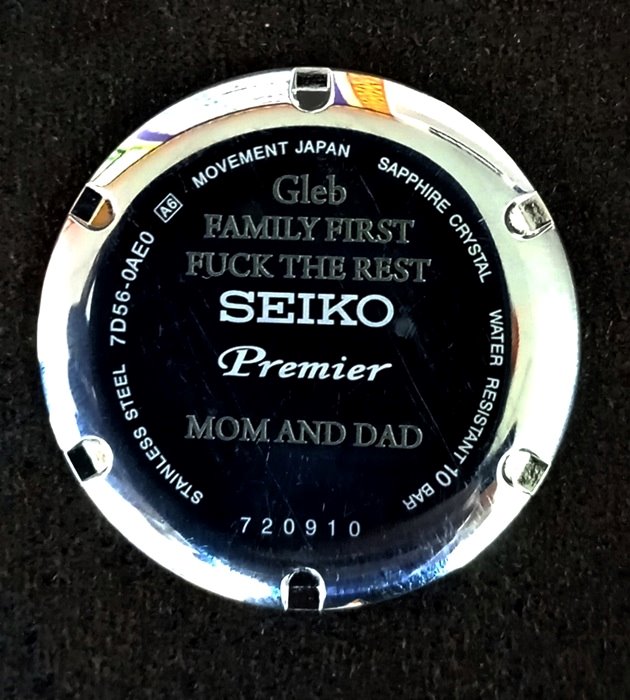 MOVEMENT JAPAN
SAPPHIRE CRYSTAL
WATER RESISTANT 10 BAR
STAINLESS STEEL 7D56-0AE0 A6
Gleb
FAMILY FIRST
FUCK THE REST
SEIKO
Premier
MOM AND DAD
720910